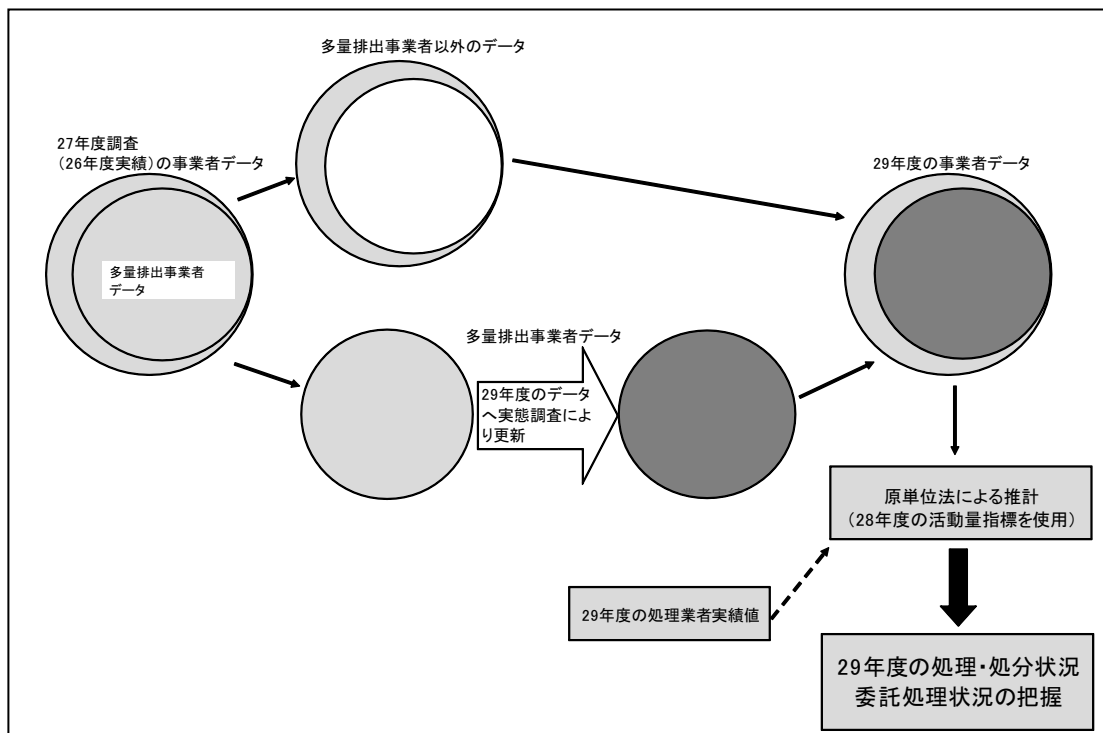 多量排出事業者以外のデータ
27年度調査
（26年度実績）の事業者データ
29年度の事業者データ
多量排出事業者
データ
多量排出事業者データ
29年度のデータ
へ実態調査によ
り更新
原単位法による推計
（28年度の活動量指標を使用）
29年度の処理業者実績値
29年度の処理・処分状況
委託処理状況の把握